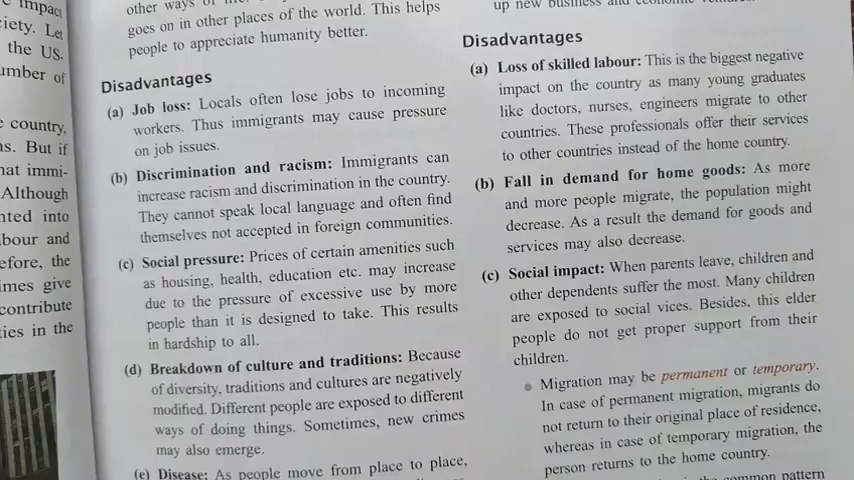 e impact
iety. Let
the US-
umber of
e country,
ns. But if
hat immi-
Although
nted into
bour and
efore, the
imes give
contribute
ties in the
goes on in other places of the world. This helps
people to appreciate humanity better.
Disadvantages
(a) Job loss: Locals often lose jobs to incoming
workers. Thus immigrants may cause pressure
on job issues.
(b) Discrimination and racism: Immigrants can
increase racism and discrimination in the country.
They cannot speak local language and often find
themselves not accepted in foreign communities.
(c) Social pressure: Prices of certain amenities such
as housing, health, education etc. may increase
due to the pressure of excessive use by more
people than it is designed to take. This results
in hardship to all.
(d) Breakdown of culture and traditions: Because
of diversity, traditions and cultures are negatively
modified. Different people are exposed to different
ways of doing things. Sometimes, new crimes
may also emerge.
(e) Disease: As people move from place to place,
up new business and economic
Disadvantages
(a) Loss of skilled labour: This is the biggest negative
impact on the country as many young graduates
like doctors, nurses, engineers migrate to other
countries. These professionals offer their services
to other countries instead of the home country.
(b) Fall in demand for home goods: As more
and more people migrate, the population might
decrease. As a result the demand for goods and
services may also decrease.
(c) Social impact: When parents leave, children and
other dependents suffer the most. Many children
are exposed to social vices. Besides, this elder
people do not get proper support from their
children.
• Migration may be permanent or temporary.
In case of permanent migration, migrants do
not return to their original place of residence,
whereas in case of temporary migration, the
person returns to the home country.
the common pattern